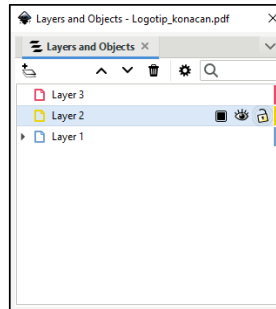 Layers and Objects - Logotip_konacan.pdf
Layers and Objects
Layer 3
Layer 2
Layer 1